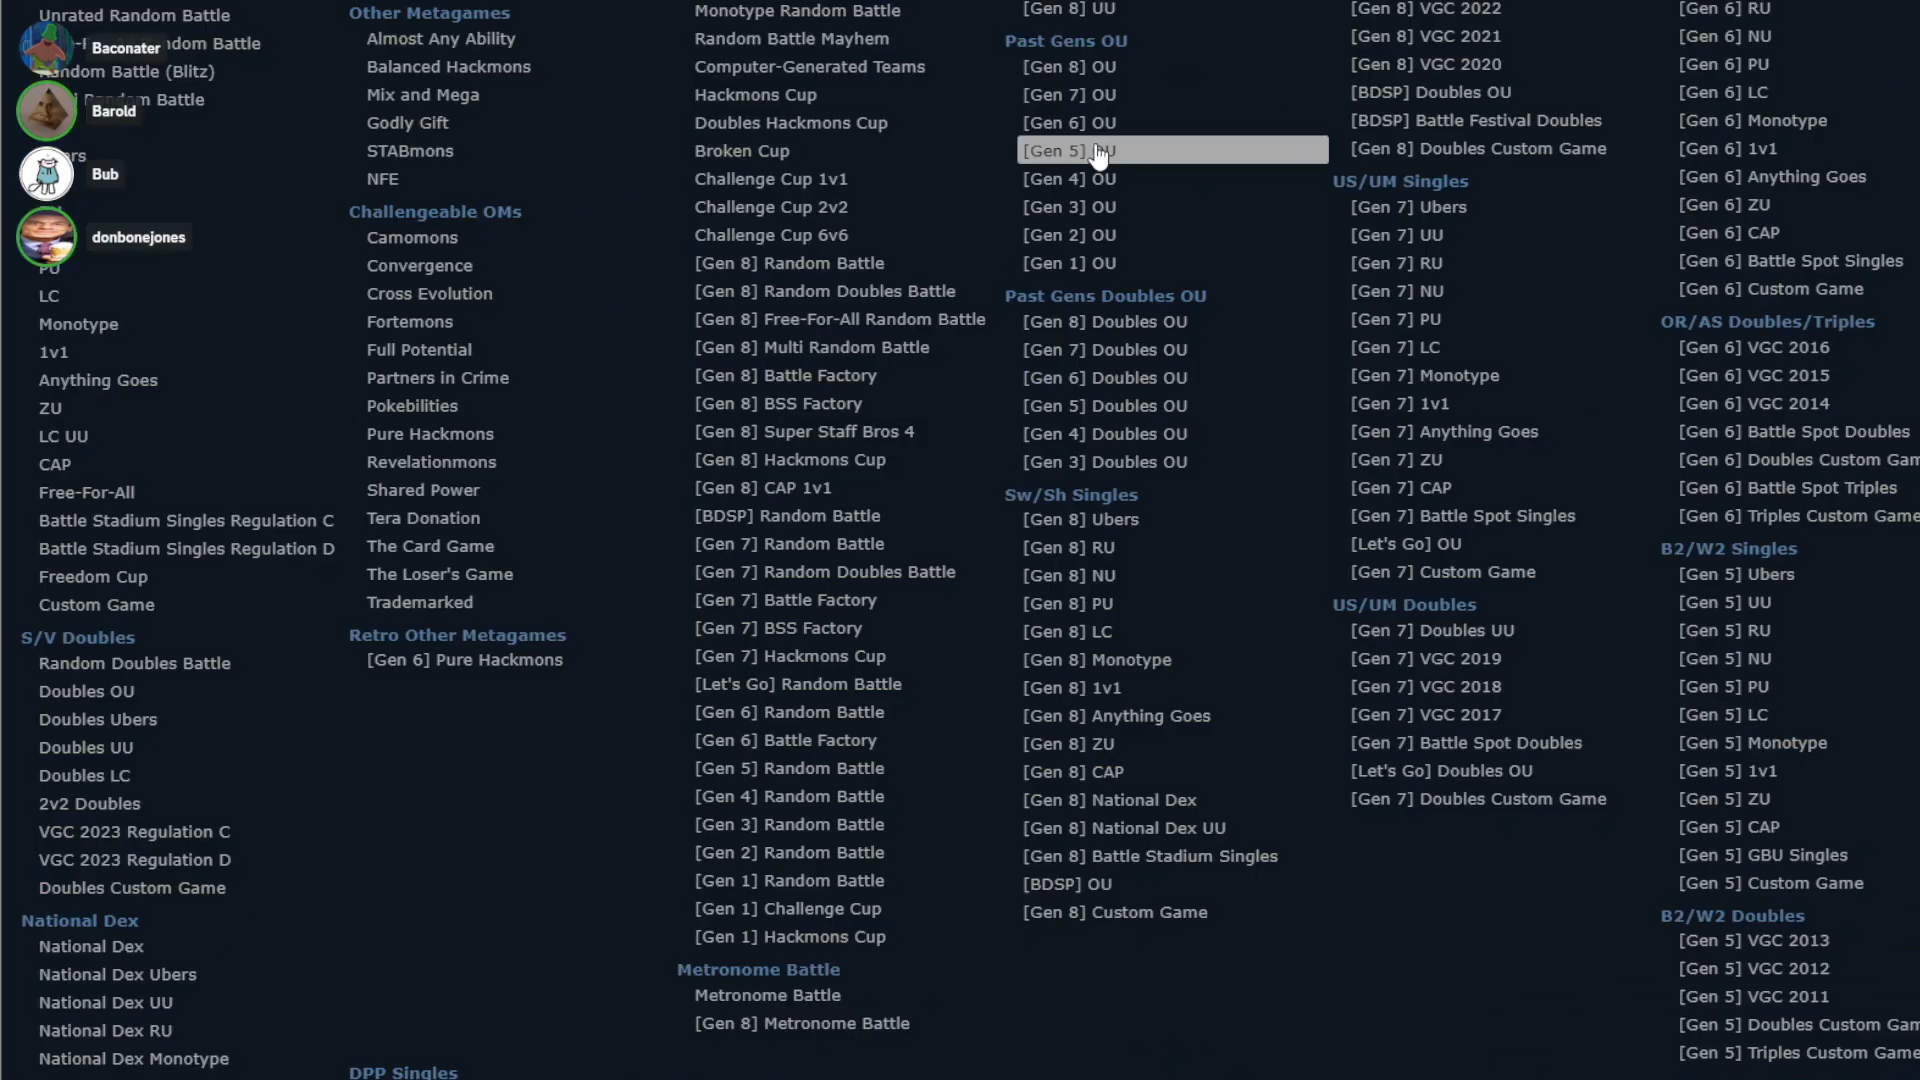 Unrated Random Battle
Random Battle
Random Battle (Blitz)
Random Battle
Baconater
Barold
Bub
donbonejones
PU
LC
Monotype
1v1
Anything Goes
ZU
LC UU
CAP
Free-For-All
Battle Stadium Singles Regulation C
Battle Stadium Singles Regulation D
Freedom Cup
Custom Game
S/V Doubles
Random Doubles Battle
Doubles OU
Doubles Ubers
Doubles UU
Doubles LC
2v2 Doubles
VGC 2023 Regulation C
VGC 2023 Regulation D
Doubles Custom Game
National Dex
National Dex
National Dex Ubers
National Dex UU
National Dex RU
National Dex Monotype
Other Metagames
Almost Any Ability
Balanced Hackmons
Mix and Mega
Godly Gift
STABmons
NFE
Challengeable OMs
Camomons
Convergence
Cross Evolution
Fortemons
Full Potential
Partners in Crime
Pokebilities
Pure Hackmons
Revelationmons
Shared Power
Tera Donation
The Card Game
The Loser's Game
Trademarked
Retro Other Metagames
[Gen 6] Pure Hackmons
DPP Singles
Monotype Random Battle
Random Battle Mayhem
Computer-Generated Teams
Hackmons Cup
Doubles Hackmons Cup
Broken Cup
Challenge Cup 1v1
Challenge Cup 2v2
Challenge Cup 6v6
[Gen 8] Random Battle
[Gen 8] Random Doubles Battle
[Gen 8] Free-For-All Random Battle
[Gen 8] Multi Random Battle
[Gen 8] Battle Factory
[Gen 8] BSS Factory
[Gen 8] Super Staff Bros 4
[Gen 8] Hackmons Cup
[Gen 8] CAP 1v1
[BDSP] Random Battle
[Gen 7] Random Battle
[Gen 7] Random Doubles Battle
[Gen 7] Battle Factory
[Gen 7] BSS Factory
[Gen 7] Hackmons Cup
[Let's Go] Random Battle
[Gen 6] Random Battle
[Gen 6] Battle Factory
[Gen 5] Random Battle
[Gen 4] Random Battle
[Gen 3] Random Battle
[Gen 2] Random Battle
[Gen 1] Random Battle
[Gen 1] Challenge Cup
[Gen 1] Hackmons Cup
Metronome Battle
Metronome Battle
[Gen 8] Metronome Battle
[Gen 8] UU
Past Gens OU
[Gen 8] OU
[Gen 7] OU
[Gen 6] OU
[Gen 5] OU
[Gen 4] OU
[Gen 3] OU
[Gen 2] OU
[Gen 1] OU
Past Gens Doubles OU
[Gen 8] Doubles OU
[Gen 7] Doubles OU
[Gen 6] Doubles OU
[Gen 5] Doubles OU
[Gen 4] Doubles OU
[Gen 3] Doubles OU
Sw/Sh Singles
[Gen 8] Ubers
[Gen 8] RU
[Gen 8] NU
[Gen 8] PU
[Gen 8] LC
[Gen 8] Monotype
[Gen 8] 1v1
[Gen 8] Anything Goes
[Gen 8] ZU
[Gen 8] CAP
[Gen 8] National Dex
[Gen 8] National Dex UU
[Gen 8] Battle Stadium Singles
[BDSP] OU
[Gen 8] Custom Game
[Gen 8] VGC 2022
[Gen 8] VGC 2021
[Gen 8] VGC 2020
[BDSP] Doubles OU
[BDSP] Battle Festival Doubles
[Gen 8] Doubles Custom Game
US/UM Singles
[Gen 7] Ubers
[Gen 7] UU
[Gen 7] RU
[Gen 7] NU
[Gen 7] PU
[Gen 7] LC
[Gen 7] Monotype
[Gen 7] 1v1
[Gen 7] Anything Goes
[Gen 7] ZU
[Gen 7] CAP
[Gen 7] Battle Spot Singles
[Let's Go] OU
[Gen 7] Custom Game
US/UM Doubles
[Gen 7] Doubles UU
[Gen 7] VGC 2019
[Gen 7] VGC 2018
[Gen 7] VGC 2017
[Gen 7] Battle Spot Doubles
[Let's Go] Doubles OU
[Gen 7] Doubles Custom Game
[Gen 6] RU
[Gen 6] NU
[Gen 6] PU
[Gen 6] LC
[Gen 6] Monotype
[Gen 6] 1v1
[Gen 6] Anything Goes
[Gen 6] ZU
[Gen 6] CAP
[Gen 6] Battle Spot Singles
[Gen 6] Custom Game
OR/AS Doubles/Triples
[Gen 6] VGC 2016
[Gen 6] VGC 2015
[Gen 6] VGC 2014
[Gen 6] Battle Spot Doubles
[Gen 6] Doubles Custom Gam
[Gen 6] Battle Spot Triples
[Gen 6] Triples Custom Game
B2/W2 Singles
[Gen 5] Ubers
[Gen 5] UU
[Gen 5] RU
[Gen 5] NU
[Gen 5] PU
[Gen 5] LC
[Gen 5] Monotype
[Gen 5] 1v1
[Gen 5] ZU
[Gen 5] CAP
[Gen 5] GBU Singles
[Gen 5] Custom Game
B2/W2 Doubles
[Gen 5] VGC 2013
[Gen 5] VGC 2012
[Gen 5] VGC 2011
[Gen 5] Doubles Custom Gam
[Gen 5] Triples Custom Game